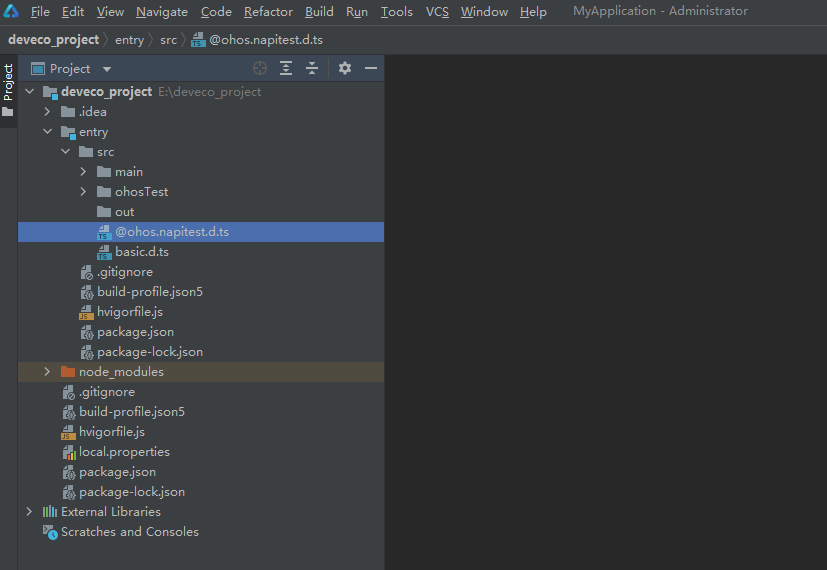 File Edit View Navigate Code Refactor Build Run Tools VCS Window Help MyApplication - Administrator
deveco_project entry src @ohos.napitest.d.ts
Project
Project
deveco_project E:\deveco_project
.idea
entry
src
main
ohosTest
out
@ohos.napitest.d.ts
basic.d.ts
.gitignore
build-profile.json5
hvigorfile.js
package.json
package-lock.json
node_modules
.gitignore
build-profile.json5
hvigorfile.js
local.properties
package.json
package-lock.json
External Libraries
Scratches and Consoles